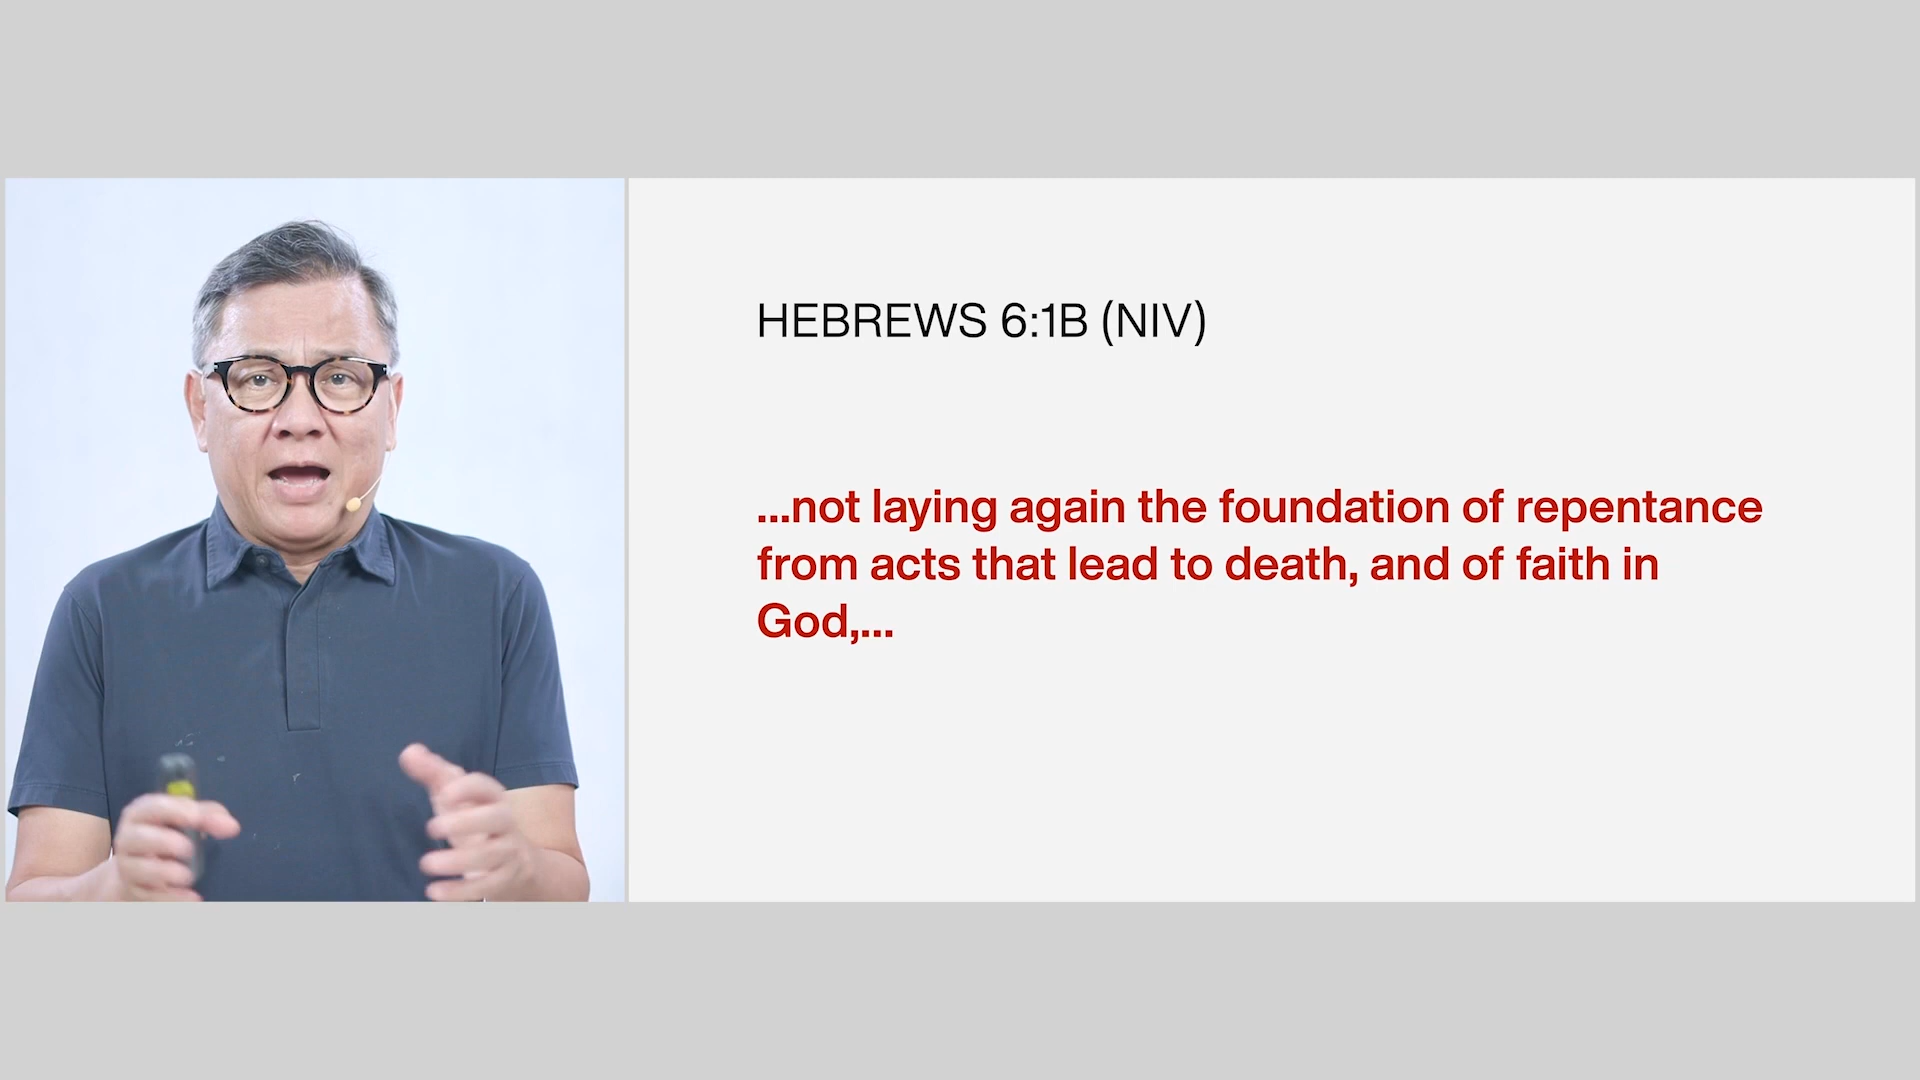 HEBREWS 6:1B (NIV)
...not laying again the foundation of repentance
from acts that lead to death, and of faith in
God,...